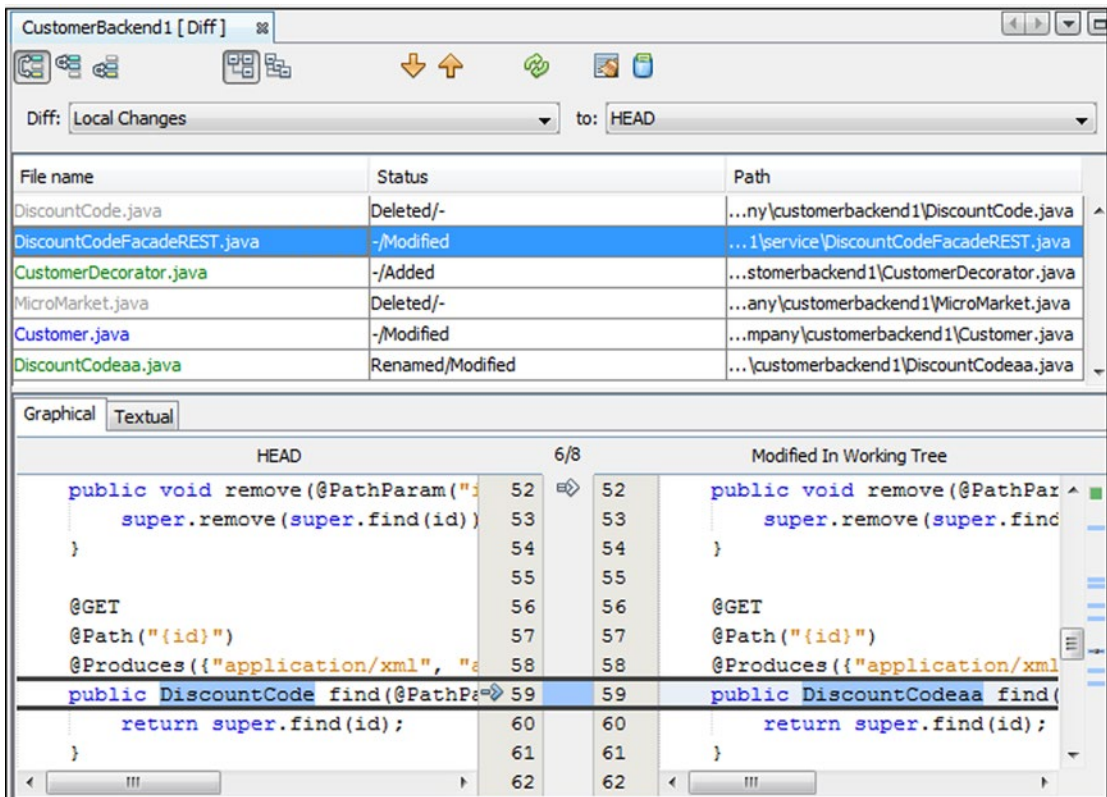 CustomerBackend1 [ Diff ]
Diff: Local Changes to: HEAD
File name Status Path
DiscountCode.java Deleted/- ...ny\customerbackend1\DiscountCode.java
DiscountCodeFacadeREST.java -/Modified ...1\service\DiscountCodeFacadeREST.java
CustomerDecorator.java -/Added ...stomerbackend1\CustomerDecorator.java
MicroMarket.java Deleted/- ...any\customerbackend1\MicroMarket.java
Customer.java -/Modified ...mpany\customerbackend1\Customer.java
DiscountCodeaa.java Renamed/Modified ...\customerbackend1\DiscountCodeaa.java
Graphical Textual
HEAD 6/8 Modified In Working Tree
public void remove(@PathParam("i 52 52 public void remove(@PathPar
super.remove(super.find(id)) 53 53 super.remove(super.find
} 54 54 }
55 55
@GET 56 56 @GET
@Path("{id}") 57 57 @Path("{id}")
@Produces({"application/xml", "a 58 58 @Produces({"application/xml
public DiscountCode find(@PathPa 59 59 public DiscountCodeaa find(
return super.find(id); 60 60 return super.find(id);
} 61 61 }
62 62